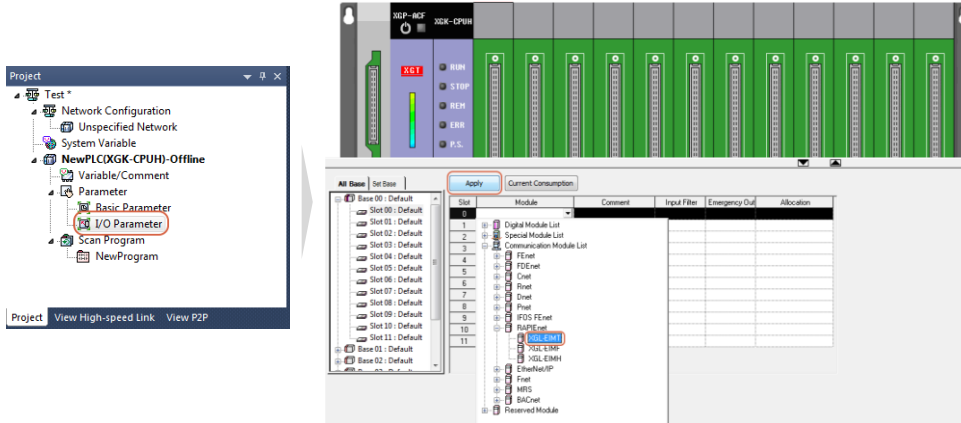 Project
Test *
Network Configuration
Unspecified Network
System Variable
NewPLC(XGK-CPUH)-Offline
Variable/Comment
Parameter
Basic Parameter
I/O Parameter
Scan Program
NewProgram
Project View High-speed Link View P2P
XGP-ACF XGK-CPUH
XGT
RUN
STOP
REM
ERR
P.S.
All Base Set Base
Apply Current Consumption
Base 00 : Default
Slot 00 : Default
Slot 01 : Default
Slot 02 : Default
Slot 03 : Default
Slot 04 : Default
Slot 05 : Default
Slot 06 : Default
Slot 07 : Default
Slot 08 : Default
Slot 09 : Default
Slot 10 : Default
Slot 11 : Default
Base 01 : Default
Base 02 : Default
Slot Module Comment Input Filter Emergency Out Allocation
0
1
2
3
4
5
6
7
8
9
10
11
Digital Module List
Special Module List
Communication Module List
FEnet
FDEnet
Cnet
Rnet
Dnet
Pnet
IFOS FEnet
RAPIEnet
XGL-EIMT
XGL-EIMF
XGL-EIMH
EtherNet/IP
Fnet
MRS
BACnet
Reserved Module